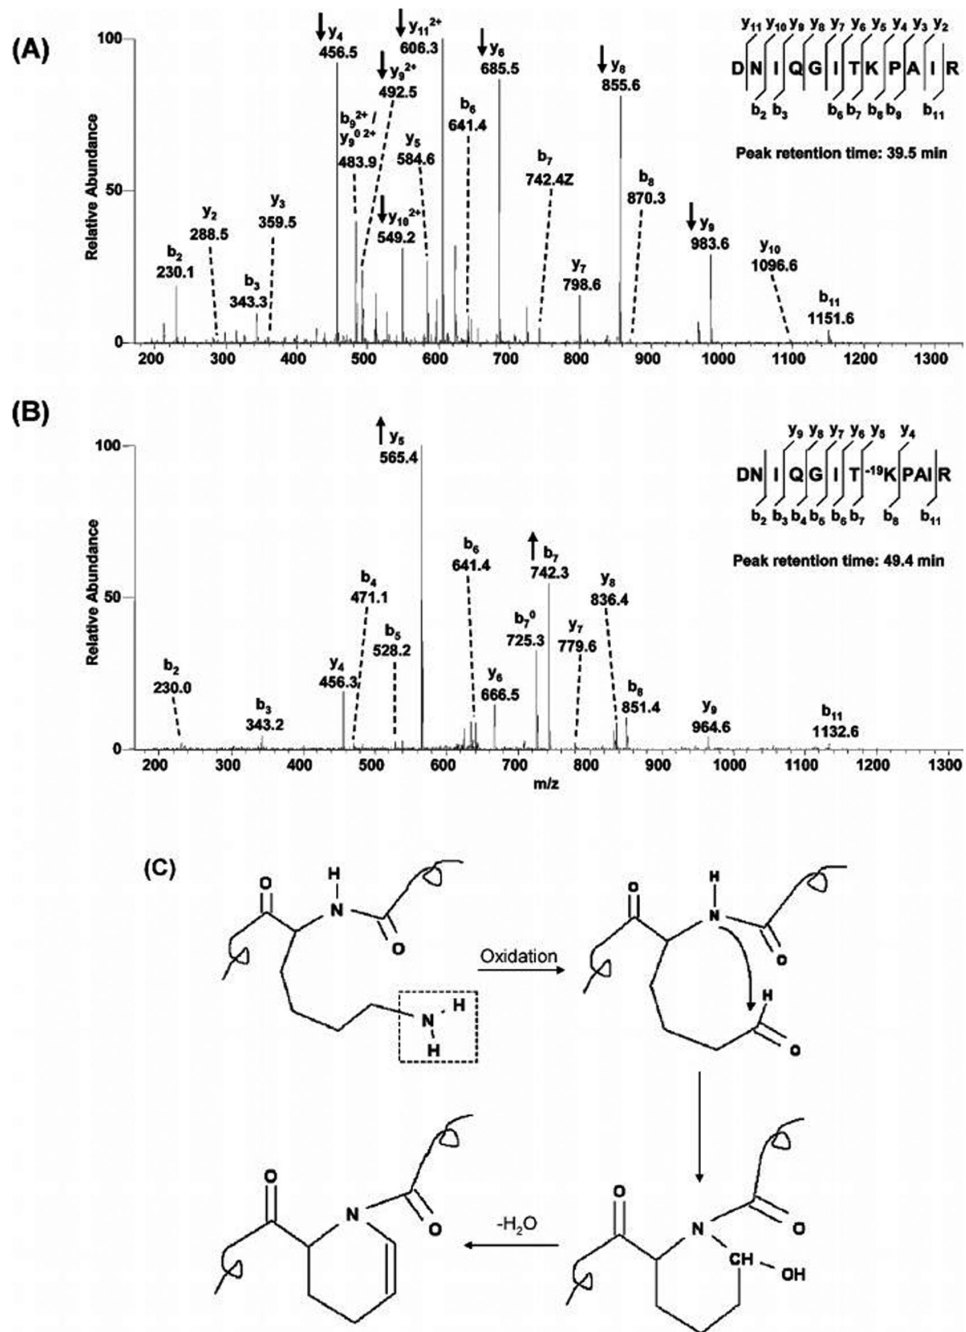 (A)
y11 y10 y9 y8 y7 y6 y5 y4 y3 y2
DNIQGITKPAIR
b2 b3 b6 b7 b8 b9 b11
Peak retention time: 39.5 min
Relative Abundance
100
50
0
y4
456.5
y11 2+
606.3
y9 2+
492.5
y6
685.5
y8
855.6
b9 2+ /
y9 0 2+
483.9
y5
584.6
b6
641.4
b7
742.4Z
b8
870.3
y2
288.5
y3
359.5
b2
230.1
b3
343.3
y10 2+
549.2
y7
798.6
y9
983.6
y10
1096.6
b11
1151.6
200 300 400 500 600 700 800 900 1000 1100 1200 1300
(B)
y9 y8 y7 y6 y5 y4
DNIQGIT-19KPAIR
b2 b3 b4 b5 b6 b7 b8 b11
Peak retention time: 49.4 min
Relative Abundance
100
50
0
y5
565.4
b6
641.4
b7
742.3
b4
471.1
b5
528.2
y8
836.4
b7 0
725.3
y7
779.6
b2
230.0
b3
343.2
y4
456.3
y6
666.5
b8
851.4
y9
964.6
b11
1132.6
200 300 400 500 600 700 800 900 1000 1100 1200 1300
m/z
(C)
O H N O N H H
Oxidation
O H N O H O
O N O
-H2O
O N O CH OH